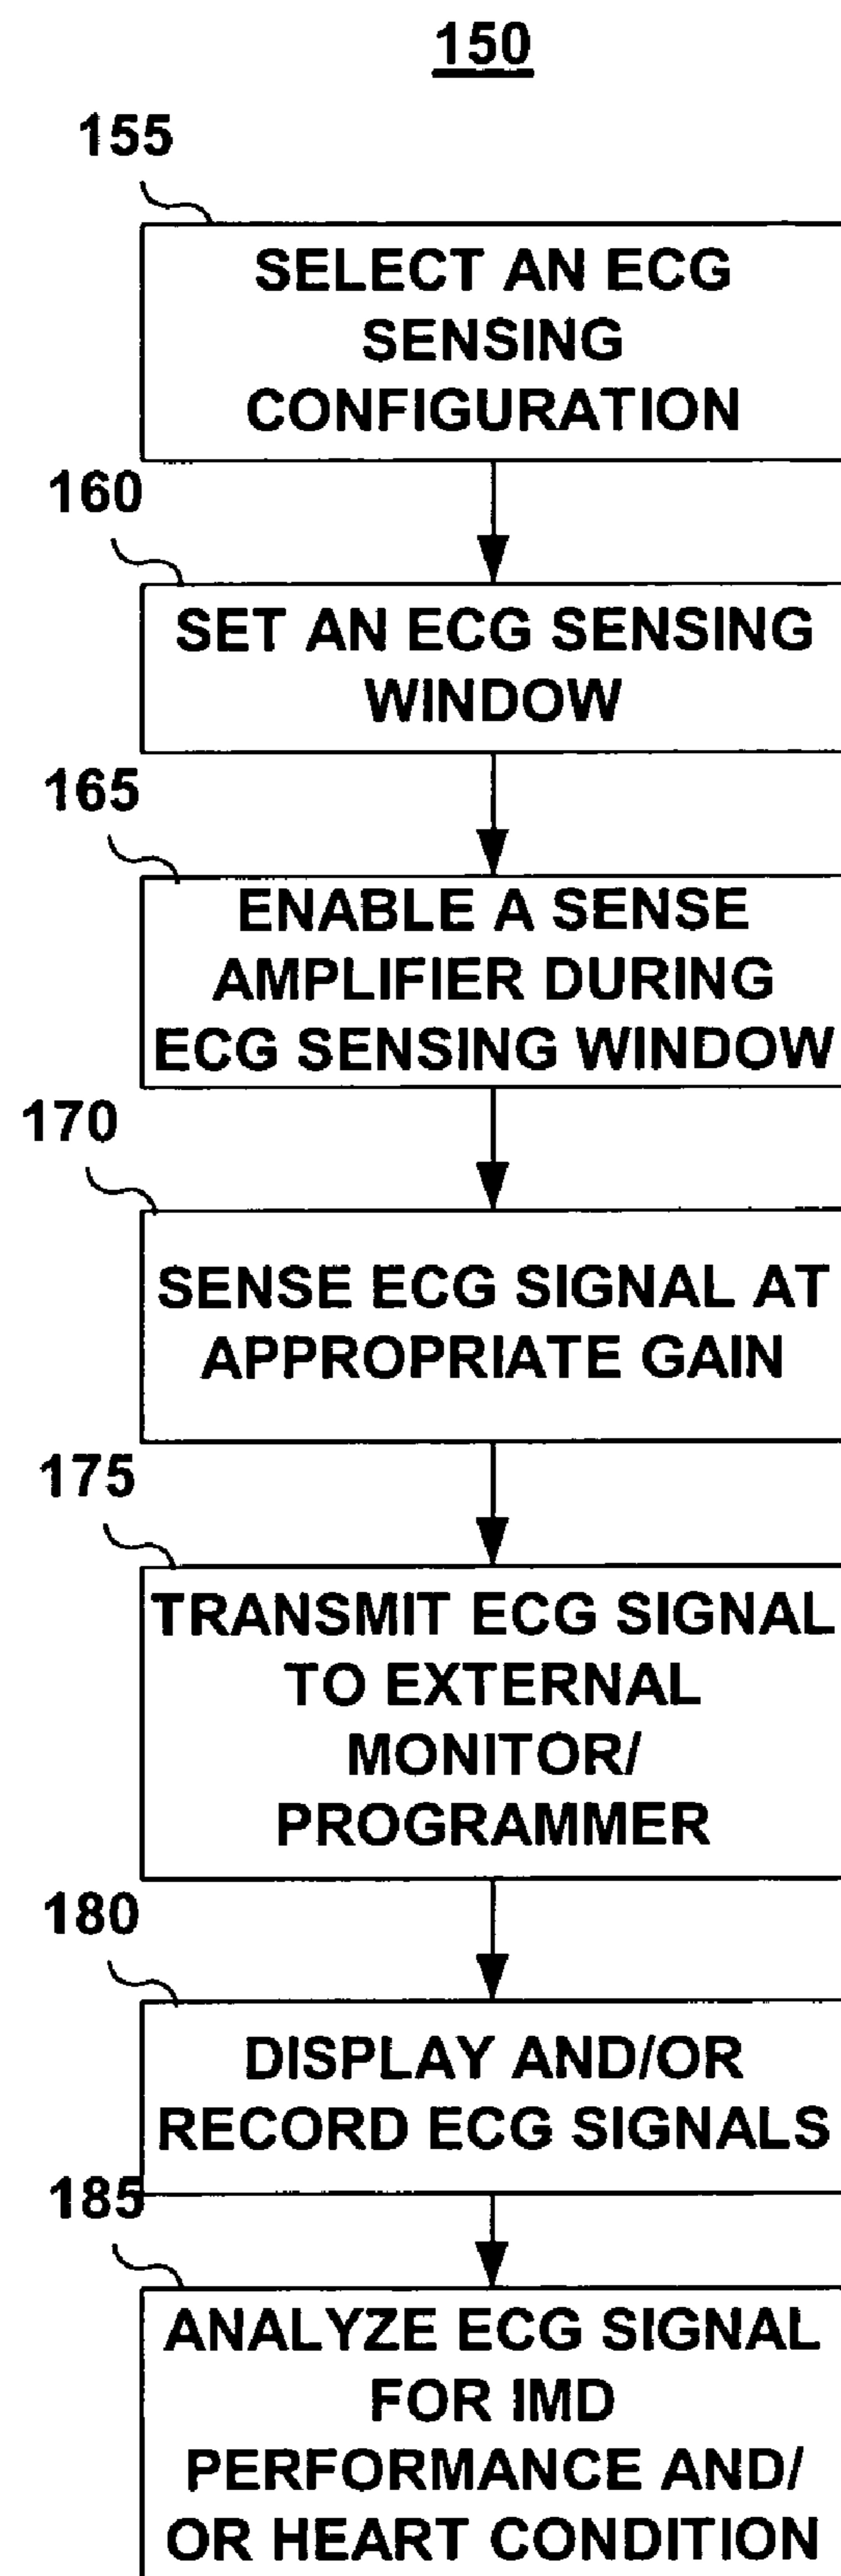 150
155
SELECT AN ECG
SENSING
CONFIGURATION
160
SET AN ECG SENSING
WINDOW
165
ENABLE A SENSE
AMPLIFIER DURING
ECG SENSING WINDOW
170
SENSE ECG SIGNAL AT
APPROPRIATE GAIN
175
TRANSMIT ECG SIGNAL
TO EXTERNAL
MONITOR/
PROGRAMMER
180
DISPLAY AND/OR
RECORD ECG SIGNALS
185
ANALYZE ECG SIGNAL
FOR IMD
PERFORMANCE AND/
OR HEART CONDITION